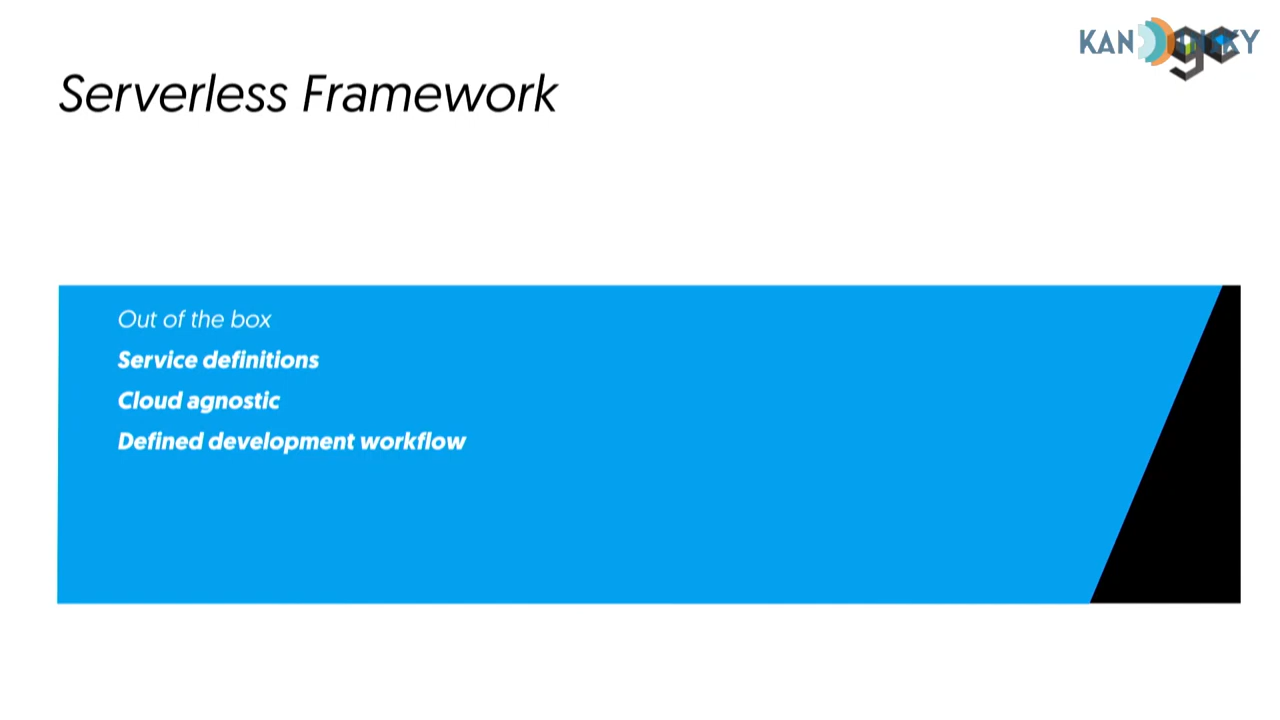 Serverless Framework
Out of the box
Service definitions
Cloud agnostic
Defined development workflow